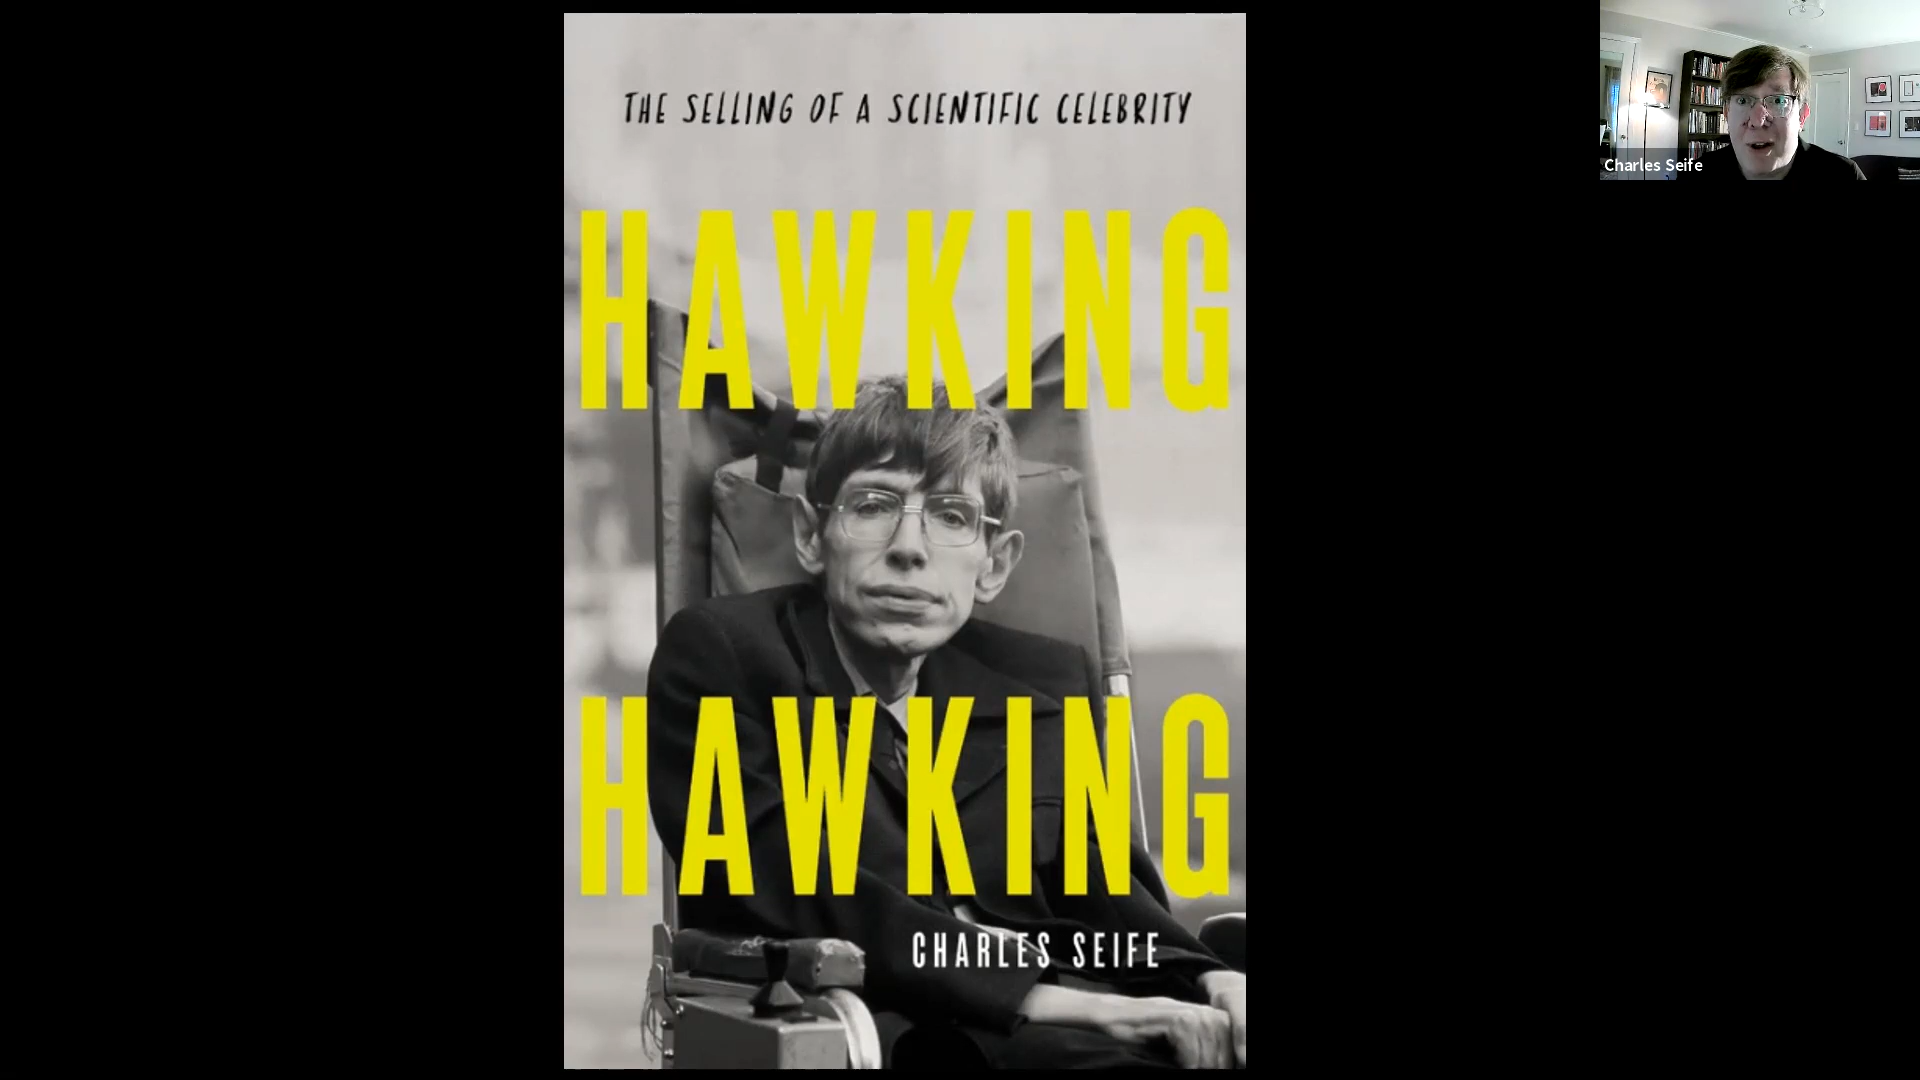 THE SELLING OF A SCIENTIFIC CELEBRITY
HAWKING
HAWKING
CHARLES SEIFE
Charles Seife